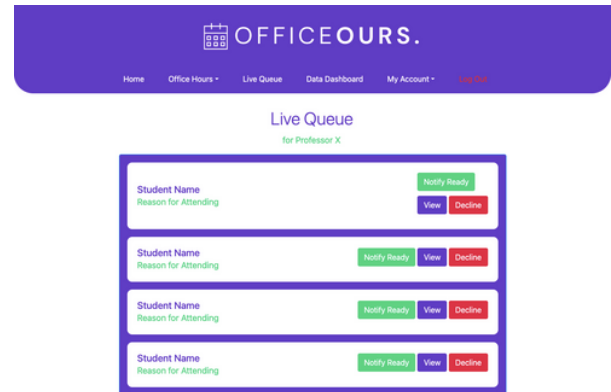 OFFICEOURS.
Home Office Hours Live Queue Data Dashboard My Account Log Out
Live Queue
for Professor X
Student Name
Reason for Attending
Notify Ready
View Decline
Student Name
Reason for Attending
Notify Ready View Decline
Student Name
Reason for Attending
Notify Ready View Decline
Student Name
Reason for Attending
Notify Ready View Decline